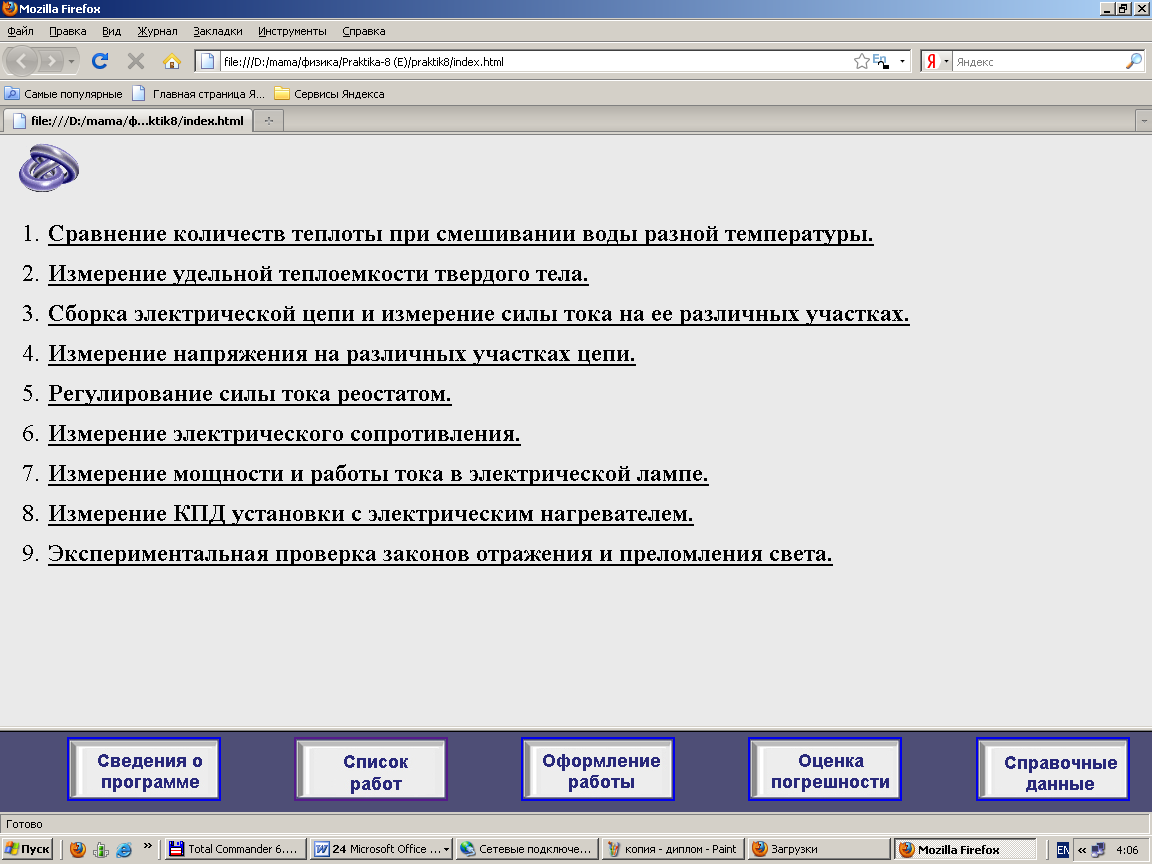 Mozilla Firefox
Файл Правка Вид Журнал Закладки Инструменты Справка
file:///D:/mama/физика/Praktika-8 (E)/praktik8/index.html
Яндекс
Самые популярные Главная страница Я... Сервисы Яндекса
file:///D:/mama/ф...ktik8/index.html
1. Сравнение количеств теплоты при смешивании воды разной температуры.
2. Измерение удельной теплоемкости твердого тела.
3. Сборка электрической цепи и измерение силы тока на ее различных участках.
4. Измерение напряжения на различных участках цепи.
5. Регулирование силы тока реостатом.
6. Измерение электрического сопротивления.
7. Измерение мощности и работы тока в электрической лампе.
8. Измерение КПД установки с электрическим нагревателем.
9. Экспериментальная проверка законов отражения и преломления света.
Сведения о
программе
Список
работ
Оформление
работы
Оценка
погрешности
Справочные
данные
Готово
Пуск » Total Commander 6.... 24 Microsoft Office ... Сетевые подключе... копия - диплом - Paint Загрузки Mozilla Firefox EN « 4:06